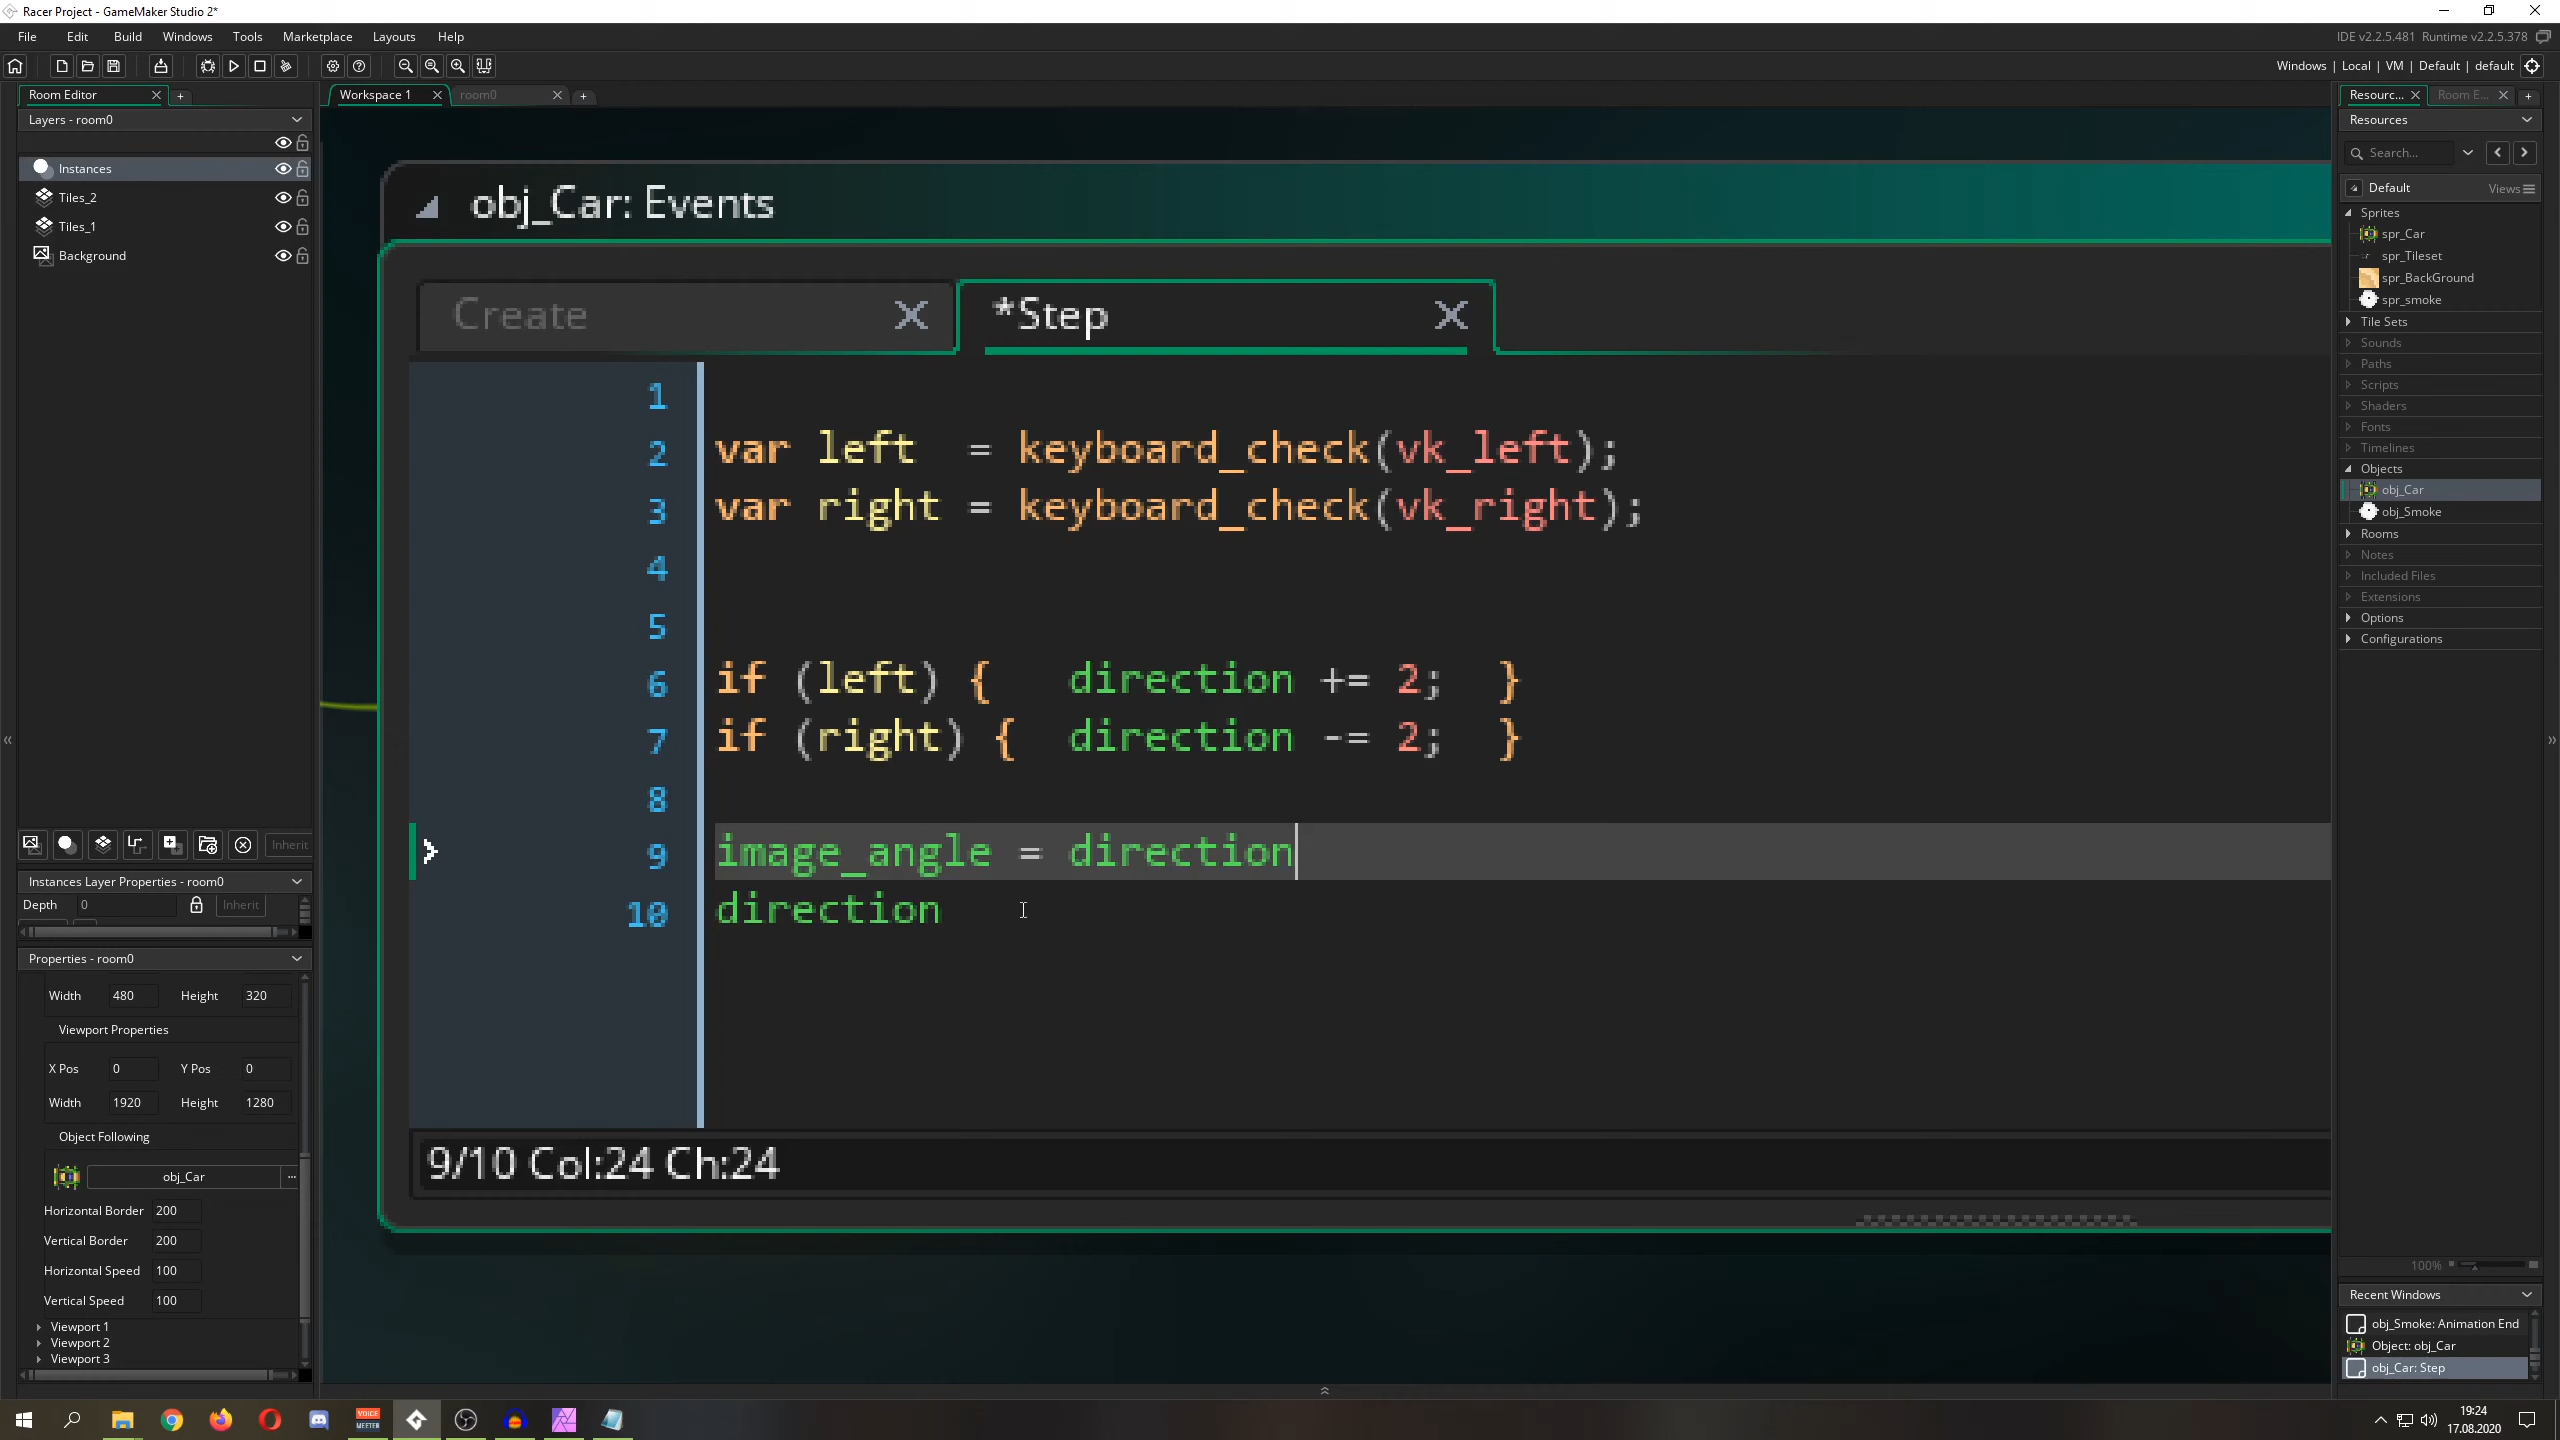 Racer Project - GameMaker Studio 2*
File Edit Build Windows Tools Marketplace Layouts Help
IDE v2.2.5.481 Runtime v2.2.5.378
Windows | Local | VM | Default | default
Room Editor
Workspace 1
room0
Resourc...
Room E...
Layers - room0
Resources
Search...
Instances
Tiles_2
Tiles_1
Background
Default
Views
Sprites
spr_Car
spr_Tileset
spr_BackGround
spr_smoke
Tile Sets
Sounds
Paths
Scripts
Shaders
Fonts
Timelines
Objects
obj_Car
obj_Smoke
Rooms
Notes
Included Files
Extensions
Options
Configurations
obj_Car: Events
Create
*Step
1
2 var left = keyboard_check(vk_left);
3 var right = keyboard_check(vk_right);
4
5
6 if (left) { direction += 2; }
7 if (right) { direction -= 2; }
8
9 image_angle = direction
10 direction
9/10 Col:24 Ch:24
Inherit
Instances Layer Properties - room0
Depth 0 Inherit
Properties - room0
Width 480 Height 320
Viewport Properties
X Pos 0 Y Pos 0
Width 1920 Height 1280
Object Following
obj_Car ...
Horizontal Border 200
Vertical Border 200
Horizontal Speed 100
Vertical Speed 100
Viewport 1
Viewport 2
Viewport 3
100%
Recent Windows
obj_Smoke: Animation End
Object: obj_Car
obj_Car: Step
VOICE
MEETER
19:24
17.08.2020